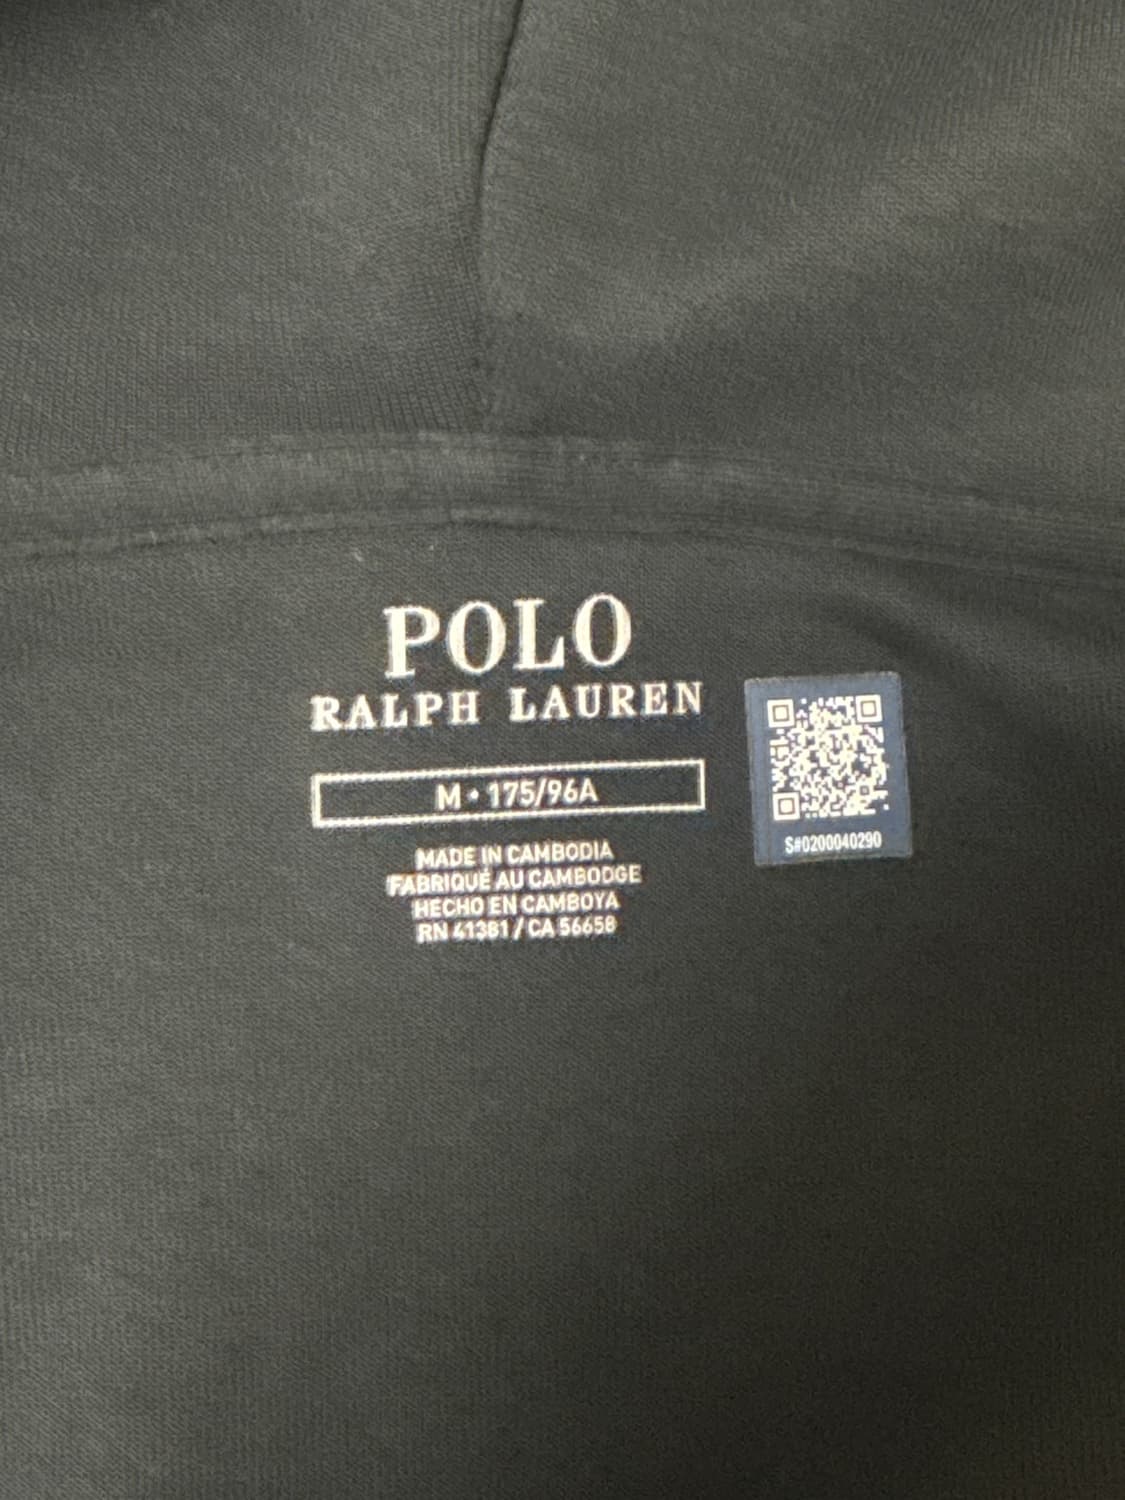 POLO
RALPH LAUREN
M • 175/96A
MADE IN CAMBODIA
FABRIQUÉ AU CAMBODGE
HECHO EN CAMBOYA
RN 41381 / CA 56658
S#0200040290